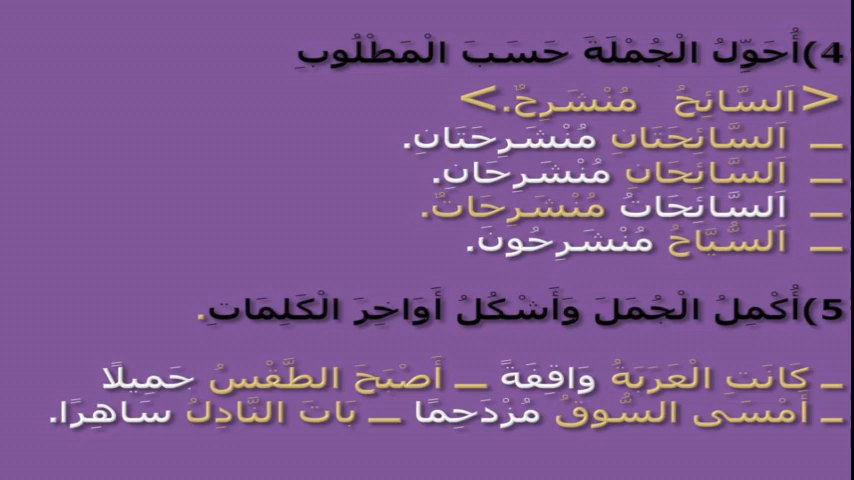 4)أُحَوِّلُ الْجُمْلَةَ حَسَبَ الْمَطْلُوبِ
<اَلسَّائِحُ مُنْشَرِحٌ.>
ــ اَلسَّائِحَتَانِ مُنْشَرِحَتَانِ.
ــ اَلسَّائِحَانِ مُنْشَرِحَانِ.
ــ اَلسَّائِحَاتُ مُنْشَرِحَاتٌ.
ــ اَلسُّيَّاحُ مُنْشَرِحُونَ.
5)أُكْمِلُ الْجُمَلَ وَأَشْكُلُ أَوَاخِرَ الْكَلِمَاتِ.
ــ كَانَتِ الْعَرَبَةُ وَاقِفَةً ــ أَصْبَحَ الطَّقْسُ جَمِيلًا
ــ أَمْسَى السُّوقُ مُزْدَحِمًا ــ بَاتَ النَّادِلُ سَاهِرًا.